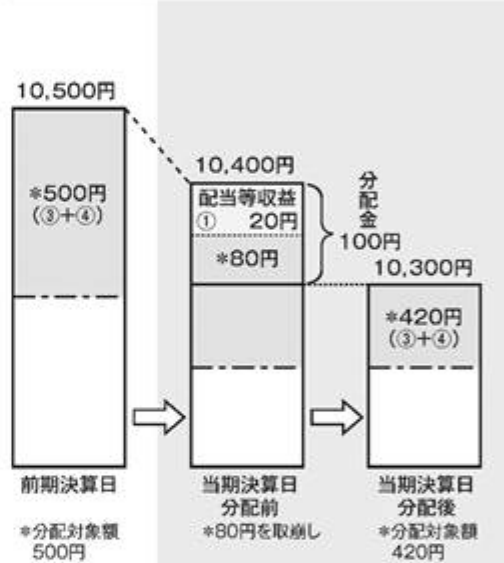 10,500円
*500円
(③+④)
前期決算日
*分配対象額
500円
10,400円
配当等収益
① 20円
*80円
分配金
100円
当期決算日
分配前
*80円を取崩し
10,300円
*420円
(③+④)
当期決算日
分配後
*分配対象額
420円